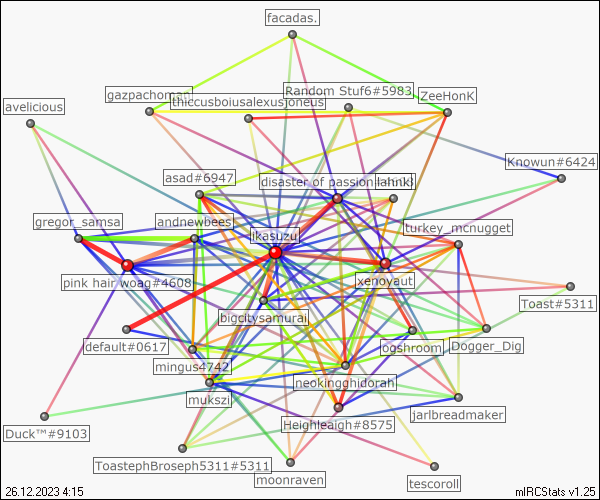 facadas.
gazpachoman!
Random Stuf6#5983
ZeeHonK
thiccusboiusalexusjoneus
avelicious
Knowun#6424
asad#6947
disaster of passion
gregor_samsa
andnewbees
ikasuzu
turkey_mcnugget
pink hair woag#4608
xenoyaut
Toast#5311
bigcitysamurai
default#0617
ogshroom
Dogger_Dig
mingus4742
neokingghidorah
mukszi
jarlbreadmaker
Heighleaigh#8575
Duck™#9103
ToastephBroseph5311#5311
moonraven
tescoroll
26.12.2023 4:15
mIRCStats v1.25